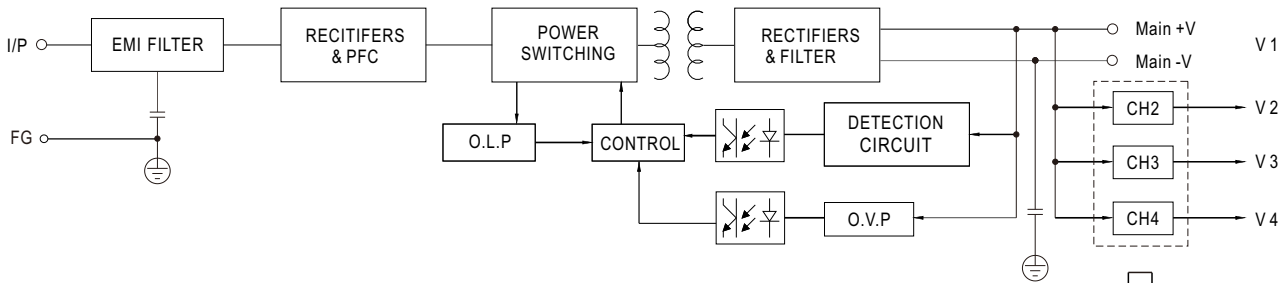 I/P
EMI FILTER
RECITIFERS
& PFC
POWER
SWITCHING
RECTIFIERS
& FILTER
Main +V
Main -V
V 1
FG
O.L.P
CONTROL
DETECTION
CIRCUIT
O.V.P
CH2
V 2
CH3
V 3
CH4
V 4